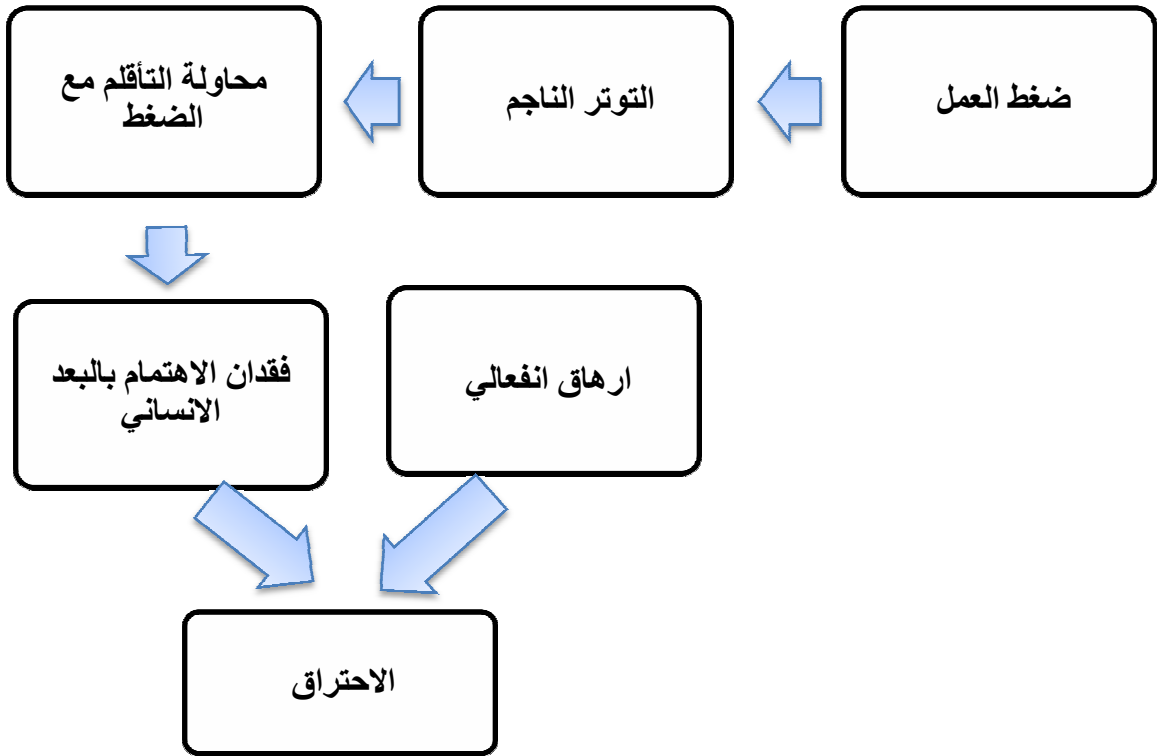 ضغط العمل
التوتر الناجم
محاولة التأقلم مع
الضغط
فقدان الاهتمام بالبعد
الانساني
ارهاق انفعالي
الاحتراق